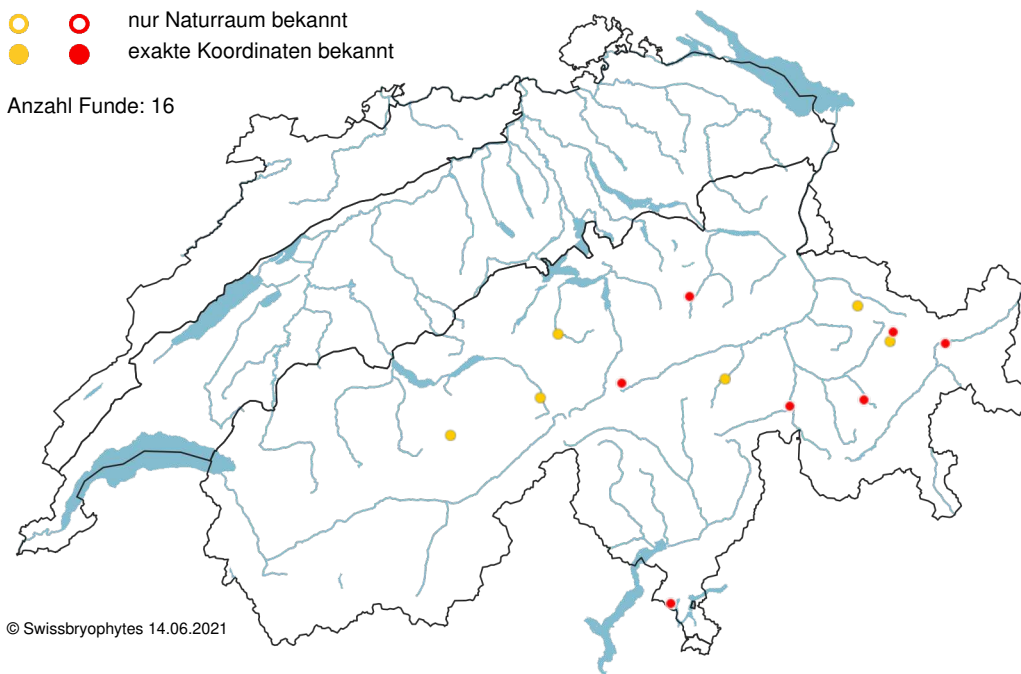 nur Naturraum bekannt
exakte Koordinaten bekannt
Anzahl Funde: 16
© Swissbryophytes 14.06.2021